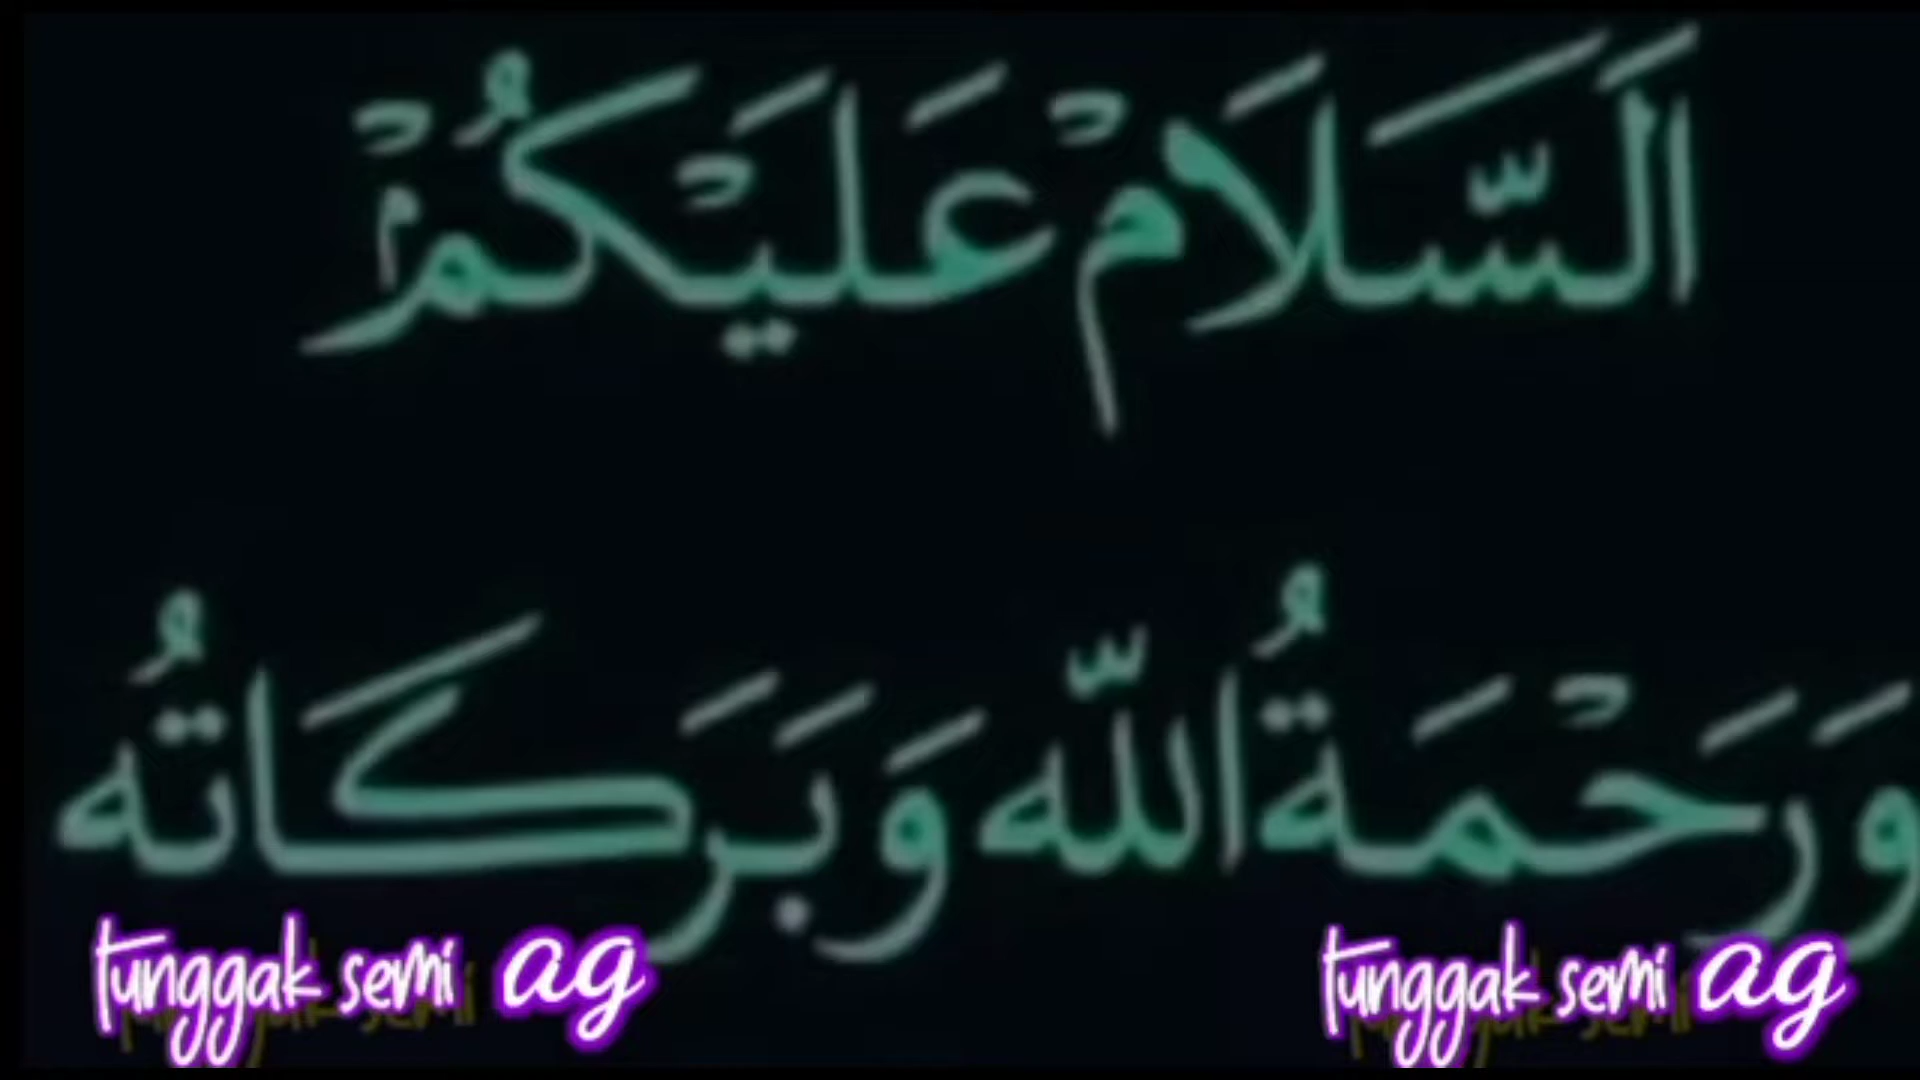 اَلسَّلَامْ عَلَيْكُمْ
وَرَحْمَةُ اللّه وَبَرَكَاتُه
tunggak semi ag tunggak semi ag